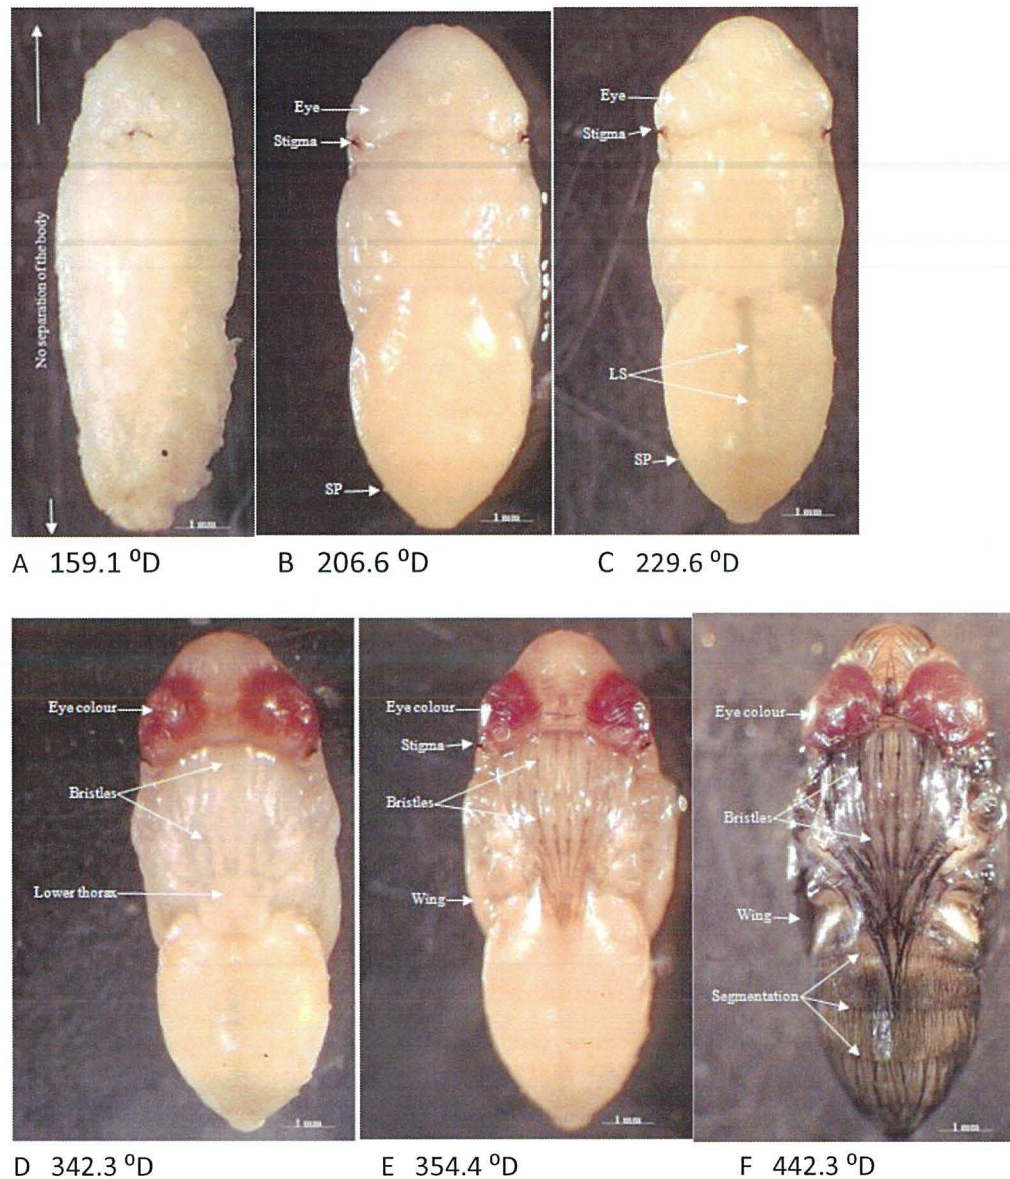 No separation of the body
1 mm
Eye
Stigma
SP
1 mm
Eye
Stigma
LS
SP
1 mm
A 159.1 ⁰D
B 206.6 ⁰D
C 229.6 ⁰D
Eye colour
Bristles
Lower thorax
1 mm
Eye colour
Stigma
Bristles
Wing
1 mm
Eye colour
Bristles
Wing
Segmentation
1 mm
D 342.3 ⁰D
E 354.4 ⁰D
F 442.3 ⁰D